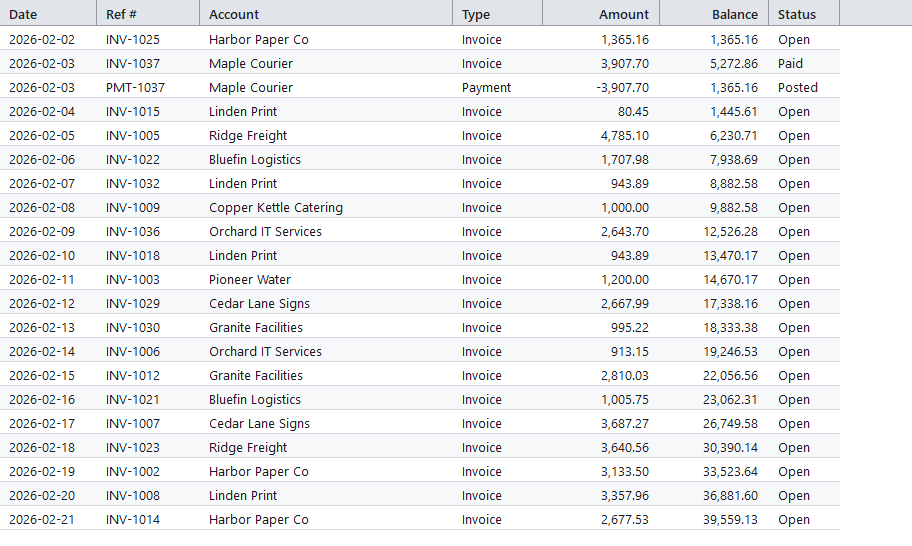 Date Ref # Account Type Amount Balance Status
2026-02-02 INV-1025 Harbor Paper Co Invoice 1,365.16 1,365.16 Open
2026-02-03 INV-1037 Maple Courier Invoice 3,907.70 5,272.86 Paid
2026-02-03 PMT-1037 Maple Courier Payment -3,907.70 1,365.16 Posted
2026-02-04 INV-1015 Linden Print Invoice 80.45 1,445.61 Open
2026-02-05 INV-1005 Ridge Freight Invoice 4,785.10 6,230.71 Open
2026-02-06 INV-1022 Bluefin Logistics Invoice 1,707.98 7,938.69 Open
2026-02-07 INV-1032 Linden Print Invoice 943.89 8,882.58 Open
2026-02-08 INV-1009 Copper Kettle Catering Invoice 1,000.00 9,882.58 Open
2026-02-09 INV-1036 Orchard IT Services Invoice 2,643.70 12,526.28 Open
2026-02-10 INV-1018 Linden Print Invoice 943.89 13,470.17 Open
2026-02-11 INV-1003 Pioneer Water Invoice 1,200.00 14,670.17 Open
2026-02-12 INV-1029 Cedar Lane Signs Invoice 2,667.99 17,338.16 Open
2026-02-13 INV-1030 Granite Facilities Invoice 995.22 18,333.38 Open
2026-02-14 INV-1006 Orchard IT Services Invoice 913.15 19,246.53 Open
2026-02-15 INV-1012 Granite Facilities Invoice 2,810.03 22,056.56 Open
2026-02-16 INV-1021 Bluefin Logistics Invoice 1,005.75 23,062.31 Open
2026-02-17 INV-1007 Cedar Lane Signs Invoice 3,687.27 26,749.58 Open
2026-02-18 INV-1023 Ridge Freight Invoice 3,640.56 30,390.14 Open
2026-02-19 INV-1002 Harbor Paper Co Invoice 3,133.50 33,523.64 Open
2026-02-20 INV-1008 Linden Print Invoice 3,357.96 36,881.60 Open
2026-02-21 INV-1014 Harbor Paper Co Invoice 2,677.53 39,559.13 Open